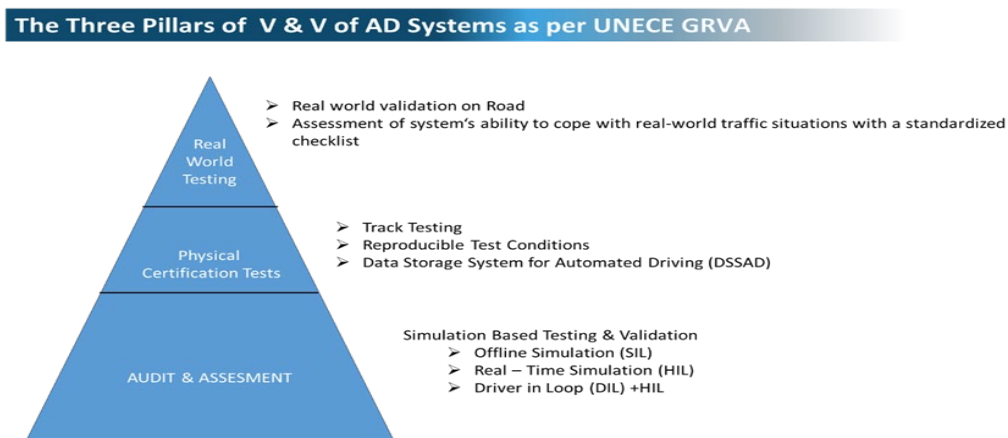 The Three Pillars of V & V of AD Systems as per UNECE GRVA
Real
World
Testing
➢ Real world validation on Road
➢ Assessment of system's ability to cope with real-world traffic situations with a standardized
checklist
Physical
Certification Tests
➢ Track Testing
➢ Reproducible Test Conditions
➢ Data Storage System for Automated Driving (DSSAD)
AUDIT & ASSESMENT
Simulation Based Testing & Validation
➢ Offline Simulation (SIL)
➢ Real – Time Simulation (HIL)
➢ Driver in Loop (DIL) +HIL